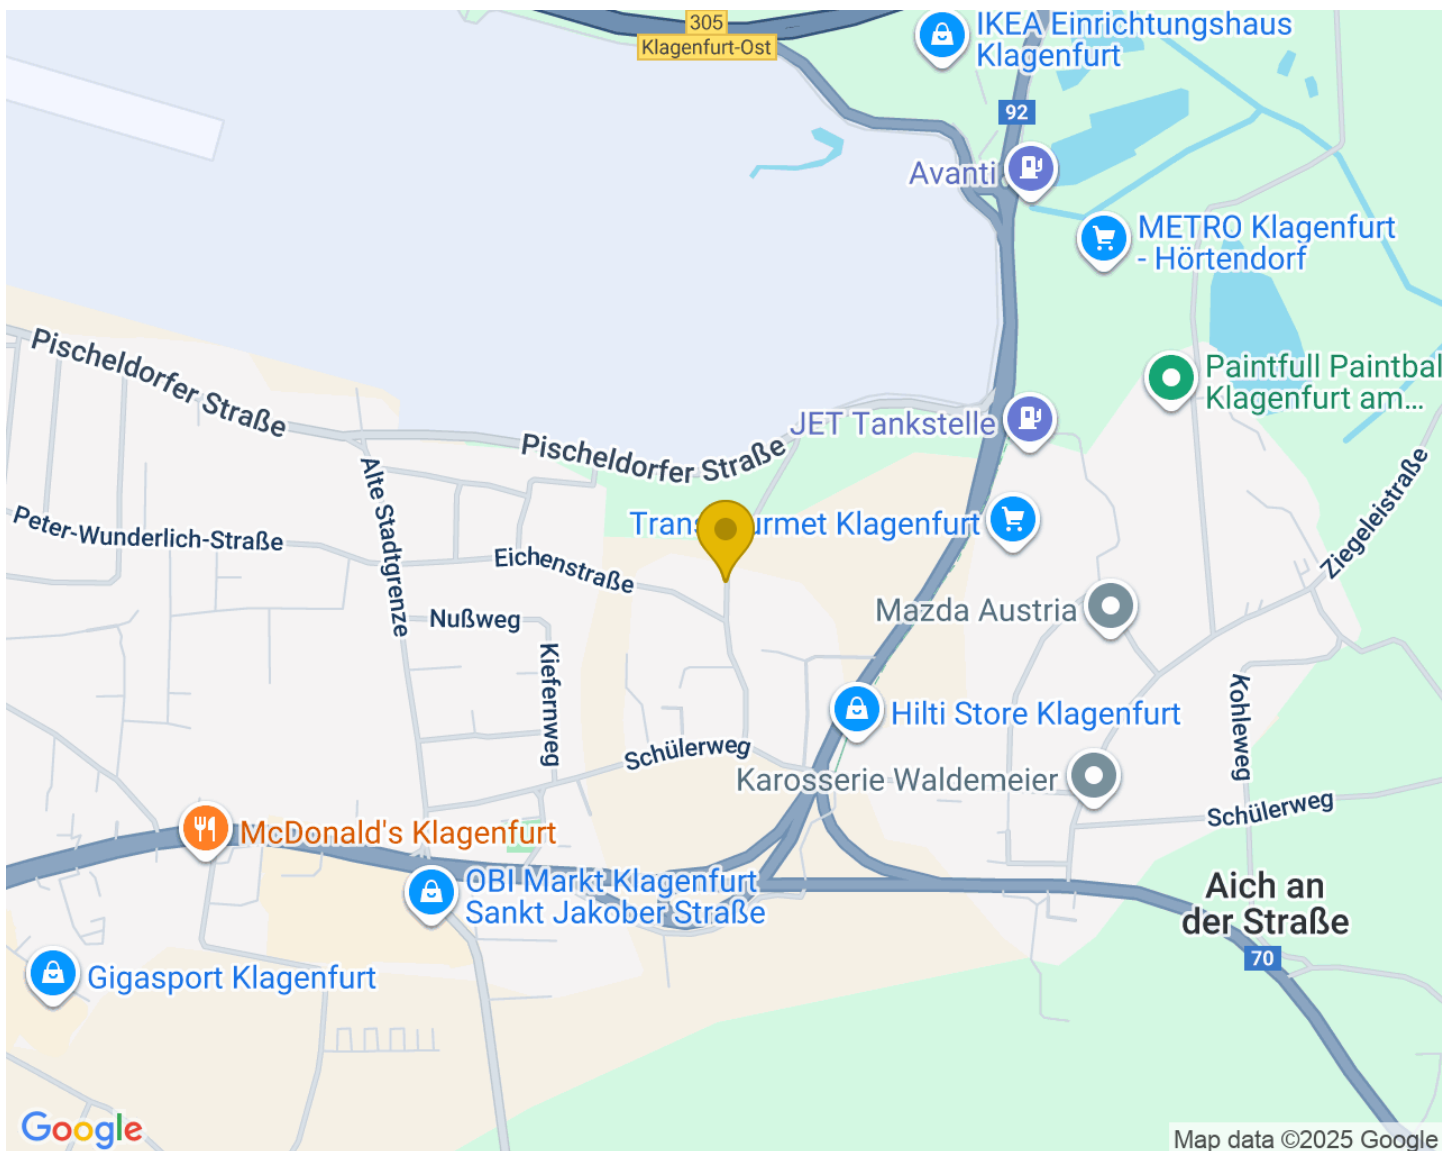 305
Klagenfurt-Ost
IKEA Einrichtungshaus
Klagenfurt
92
Avanti
METRO Klagenfurt
- Hörtendorf
Pischeldorfer Straße
Paintfull Paintbal
Klagenfurt am...
JET Tankstelle
Pischeldorfer Straße
Alte Stadtgrenze
Ziegeleistraße
Peter-Wunderlich-Straße
Klagenfurt
Eichenstraße
Mazda Austria
Nußweg
Kiefernweg
Kohleweg
Hilti Store Klagenfurt
Schülerweg
Karosserie Waldemeier
Schülerweg
McDonald's Klagenfurt
OBI Markt Klagenfurt
Sankt Jakober Straße
Aich an
der Straße
70
Gigasport Klagenfurt
Google
Map data ©2025 Google